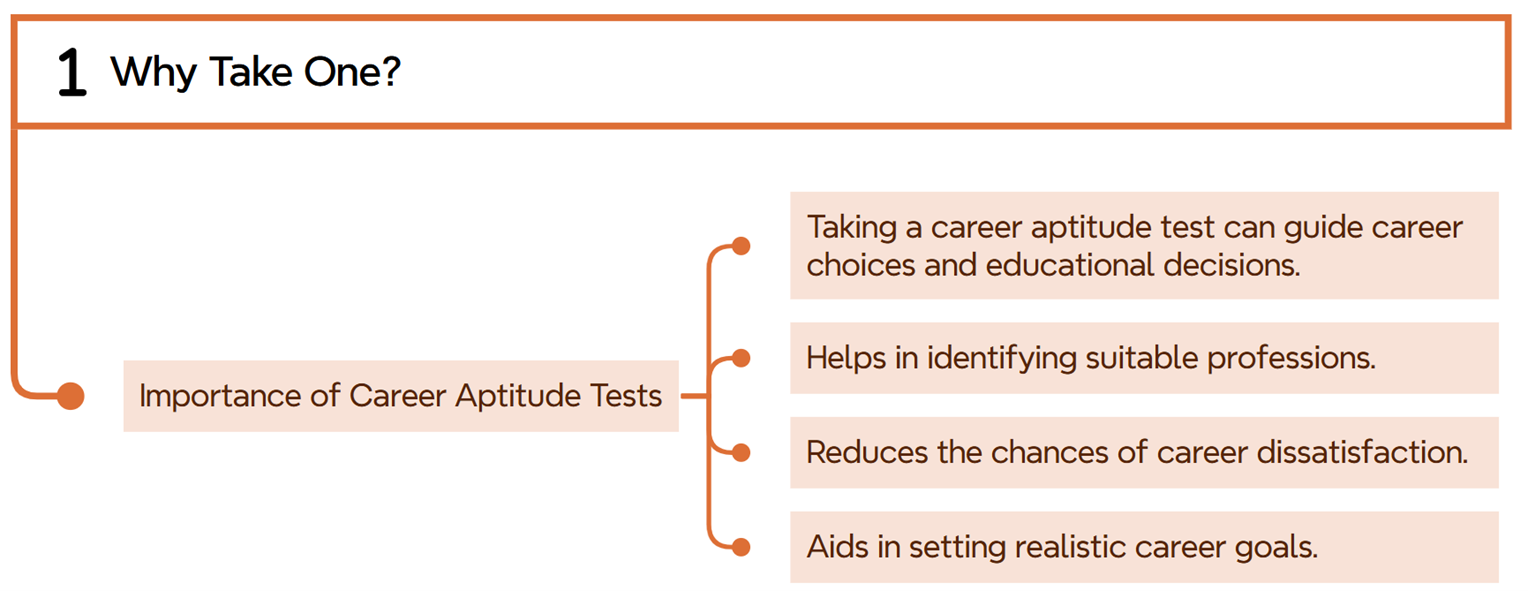 1 Why Take One?
Importance of Career Aptitude Tests
Taking a career aptitude test can guide career
choices and educational decisions.
Helps in identifying suitable professions.
Reduces the chances of career dissatisfaction.
Aids in setting realistic career goals.